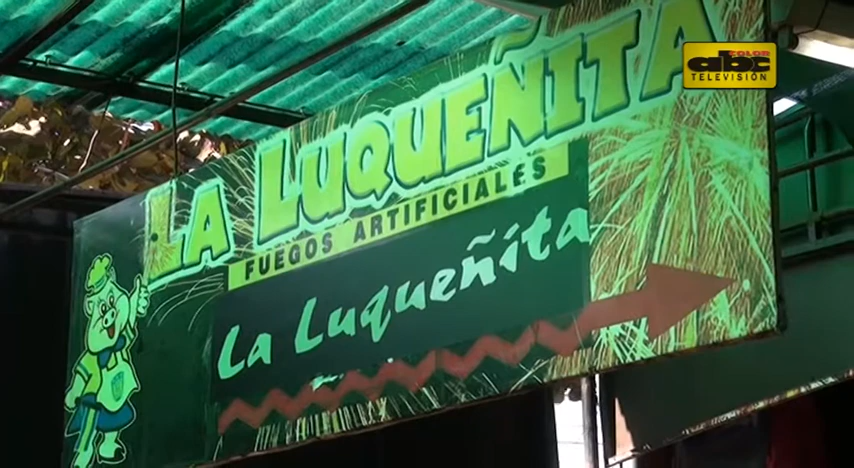 COLOR
abc
TELEVISIÓN
LA LUQUEÑITA
FUEGOS ARTIFICIALES
La Luqueñita